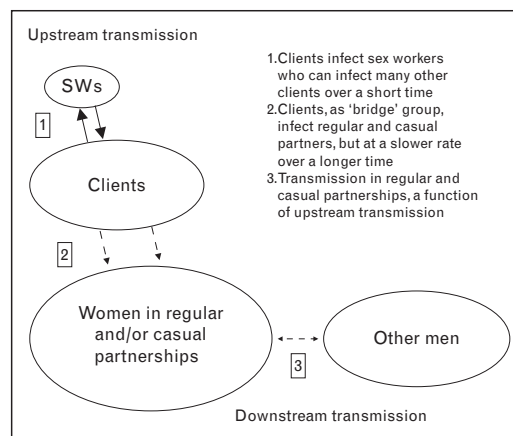 Upstream transmission
SWs
1
Clients
2
Women in regular
and/or casual
partnerships
3
Other men
Downstream transmission
1.Clients infect sex workers
who can infect many other
clients over a short time
2.Clients, as ‘bridge’ group,
infect regular and casual
partners, but at a slower rate
over a longer time
3.Transmission in regular and
casual partnerships, a function
of upstream transmission